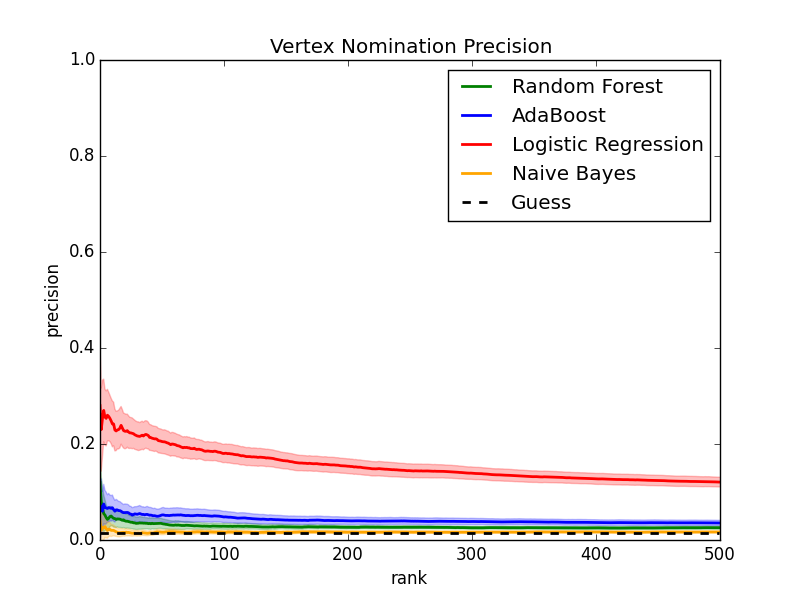 Vertex Nomination Precision
1.0
0.8
0.6
0.4
0.2
0.0
precision
Random Forest
AdaBoost
Logistic Regression
Naive Bayes
Guess
0 100 200 300 400 500
rank